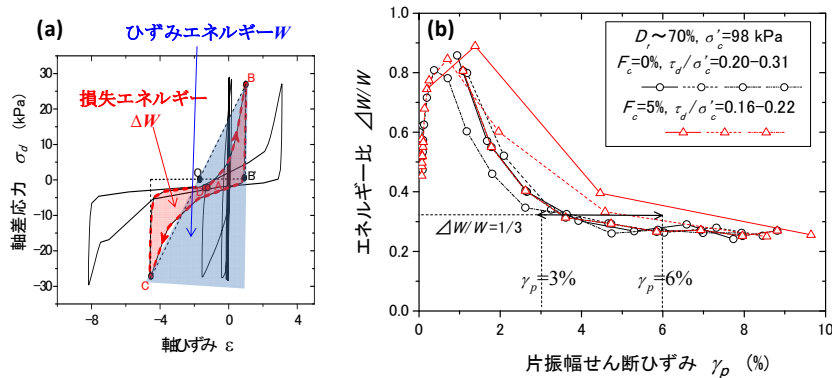 (a)
ひずみエネルギーW
損失エネルギー
ΔW
B
O
A
B'
D
C
30
20
10
0
−10
−20
−30
軸差応力 σd (kPa)
-8
-4
0
4
軸ひずみ ε
(b)
Dr～70%, σ'c=98 kPa
Fc=0%, τd/σ'c=0.20-0.31
Fc=5%, τd/σ'c=0.16-0.22
1.0
0.8
0.6
0.4
0.2
0.0
エネルギー比 ⊿W/W
⊿W/W=1/3
γp=3%
γp=6%
0
2
4
6
8
10
片振幅せん断ひずみ γp (%)